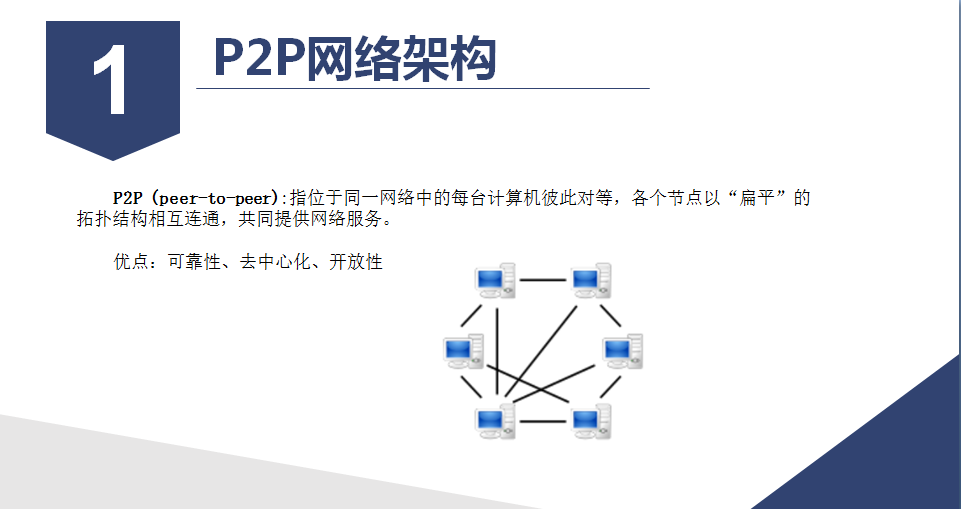 1
P2P网络架构
P2P (peer-to-peer):指位于同一网络中的每台计算机彼此对等，各个节点以“扁平”的
拓扑结构相互连通，共同提供网络服务。
优点：可靠性、去中心化、开放性